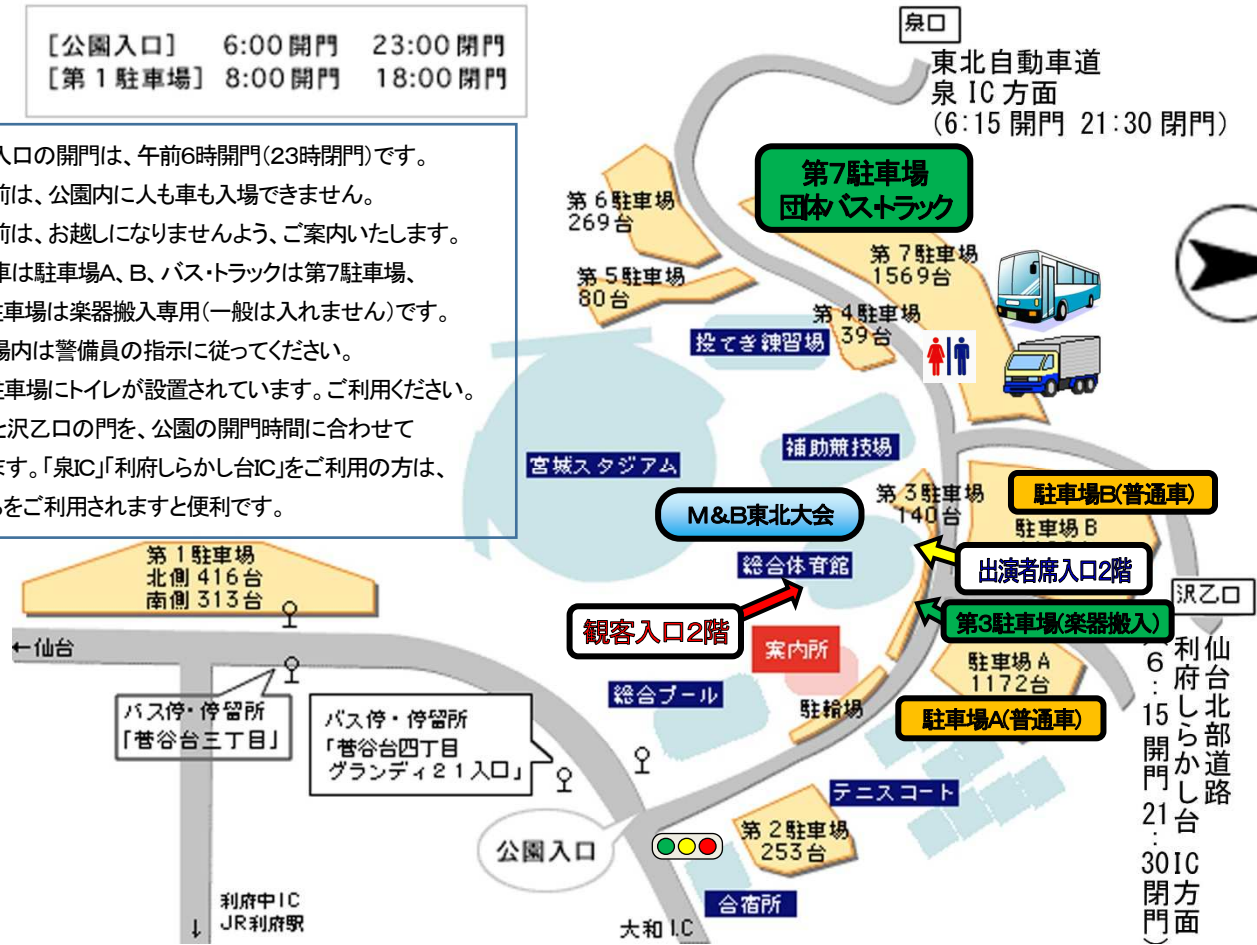 [公園入口] 6:00開門 23:00閉門
[第1駐車場] 8:00開門 18:00閉門
入口の開門は、午前6時開門(23時閉門)です。
前は、公園内に人も車も入場できません。
前は、お越しになりませんよう、ご案内いたします。
車は駐車場A、B、バス・トラックは第7駐車場、
駐車場は楽器搬入専用(一般は入れません)です。
場内は警備員の指示に従ってください。
駐車場にトイレが設置されています。ご利用ください。
と沢乙口の門を、公園の開門時間に合わせて
ます。「泉IC」「利府しらかし台IC」をご利用の方は、
らをご利用されますと便利です。
泉口
東北自動車道
泉 IC 方面
(6:15 開門 21:30 閉門)
第7駐車場
団体バス・トラック
第6駐車場
269台
第7駐車場
1569台
第5駐車場
80台
第4駐車場
39台
投てき練習場
補助競技場
宮城スタジアム
第3駐車場
140台
駐車場B(普通車)
駐車場B
M&B東北大会
総合体育館
出演者席入口2階
沢乙口
観客入口2階
第3駐車場(楽器搬入)
仙台北部道路
利府しらかし台 IC方面
6:15 開門 21:30 閉門)
案内所
駐車場A
1172台
駐車場A(普通車)
総合プール
駐輪場
第1駐車場
北側 416台
南側 313台
←仙台
バス停・停留所
「菅谷台三丁目」
バス停・停留所
「菅谷台四丁目
グランディ21入口」
テニスコート
第2駐車場
253台
公園入口
合宿所
利府中IC
JR利府駅
↓
大和 I.C